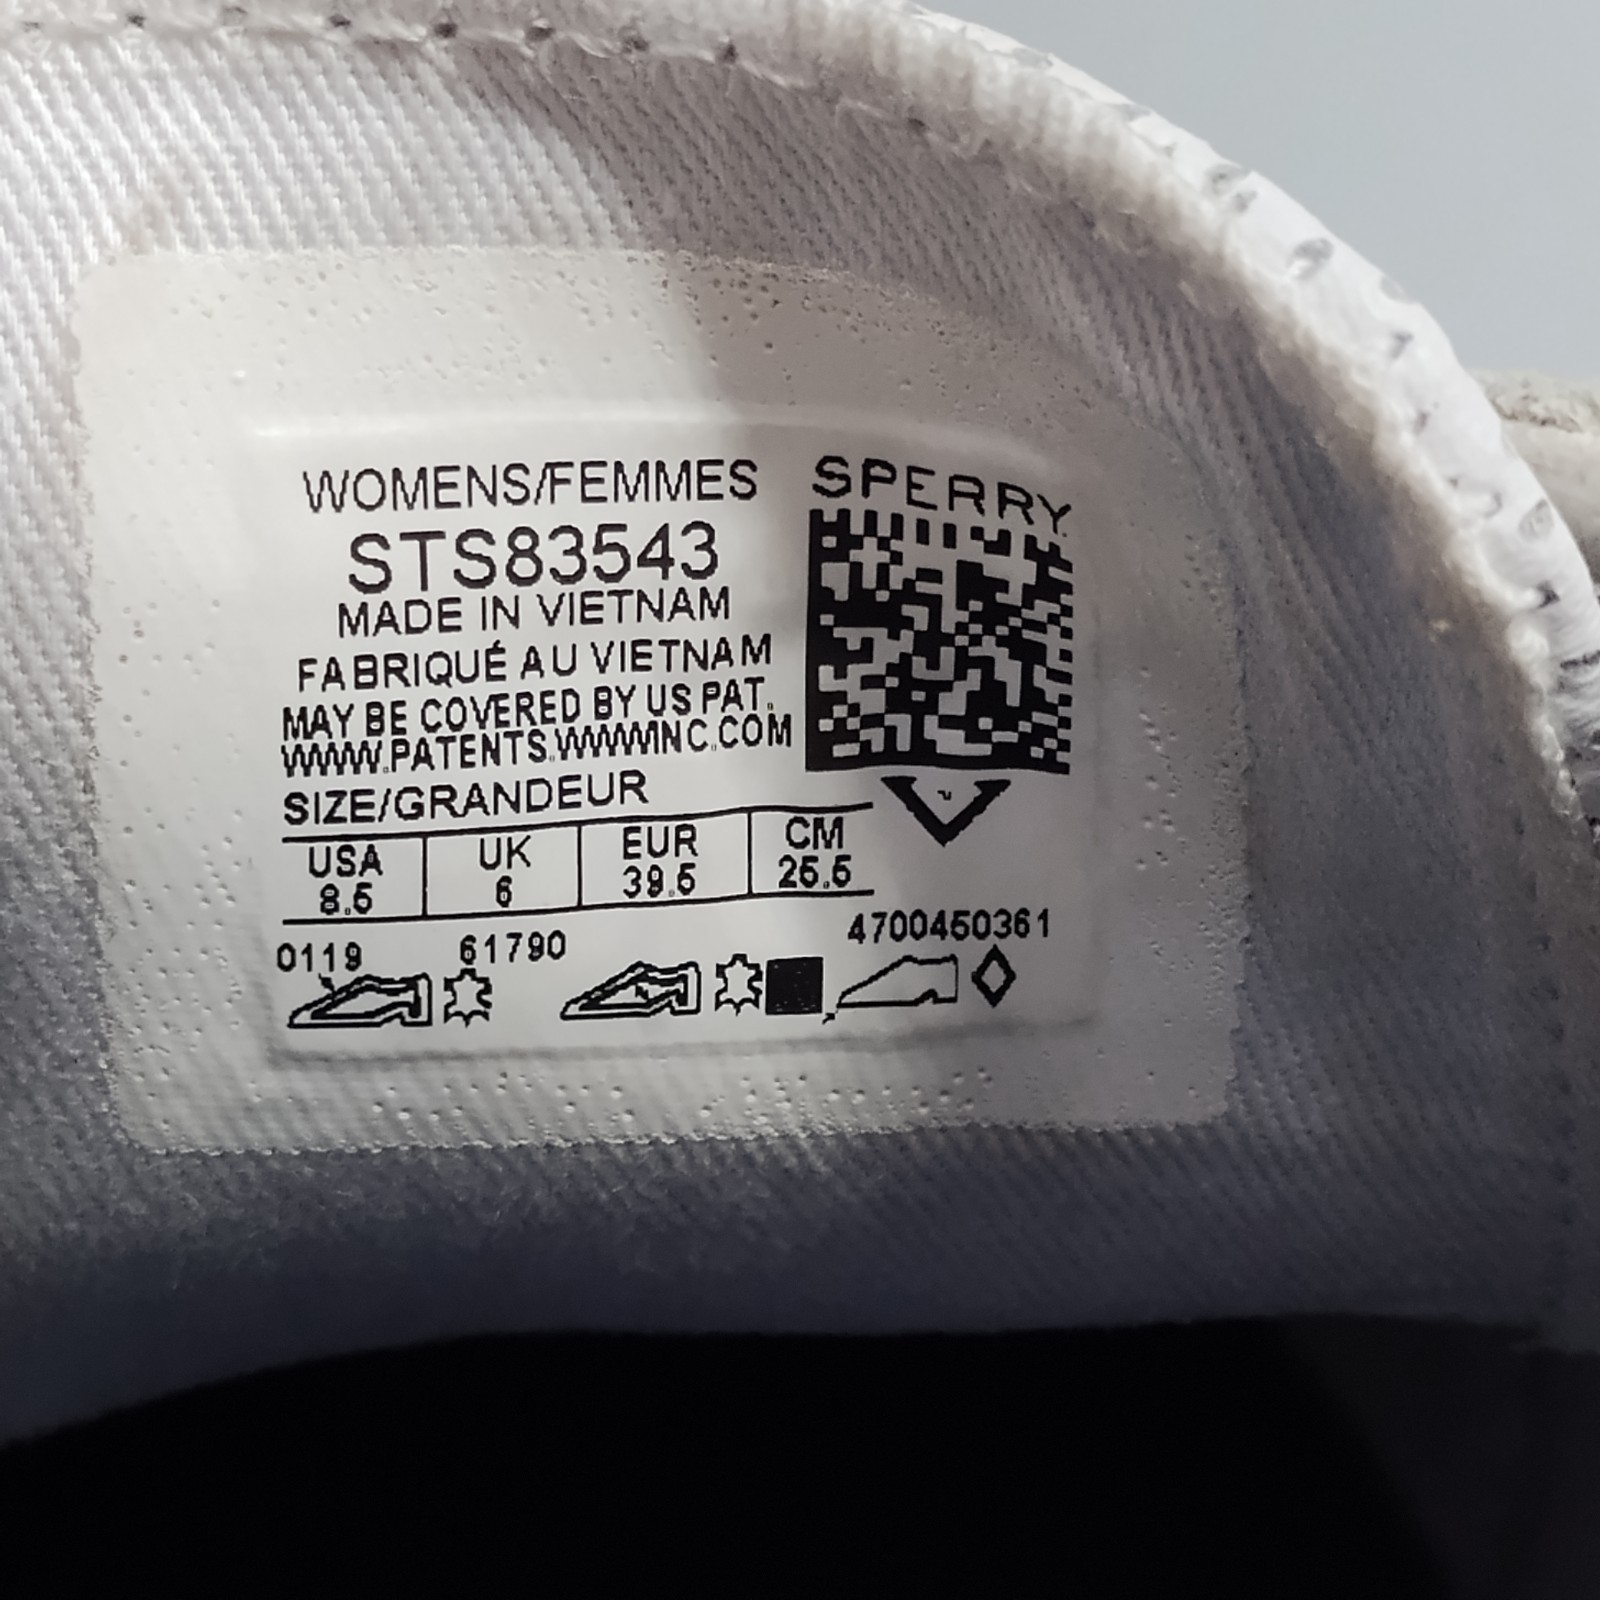 WOMENS/FEMMES
STS83543
MADE IN VIETNAM
FABRIQUÉ AU VIETNAM
MAY BE COVERED BY US PAT.
WWW.PATENTS.WWWINC.COM
SPERRY
SIZE/GRANDEUR
USA UK EUR CM
8.5 6 39.5 25.5
0119 61790 4700450361